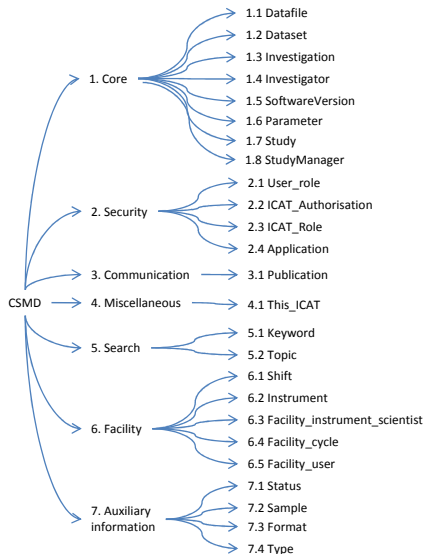 CSMD
1. Core
1.1 Datafile
1.2 Dataset
1.3 Investigation
1.4 Investigator
1.5 SoftwareVersion
1.6 Parameter
1.7 Study
1.8 StudyManager
2. Security
2.1 User_role
2.2 ICAT_Authorisation
2.3 ICAT_Role
2.4 Application
3. Communication
3.1 Publication
4. Miscellaneous
4.1 This_ICAT
5. Search
5.1 Keyword
5.2 Topic
6. Facility
6.1 Shift
6.2 Instrument
6.3 Facility_instrument_scientist
6.4 Facility_cycle
6.5 Facility_user
7. Auxiliary
information
7.1 Status
7.2 Sample
7.3 Format
7.4 Type